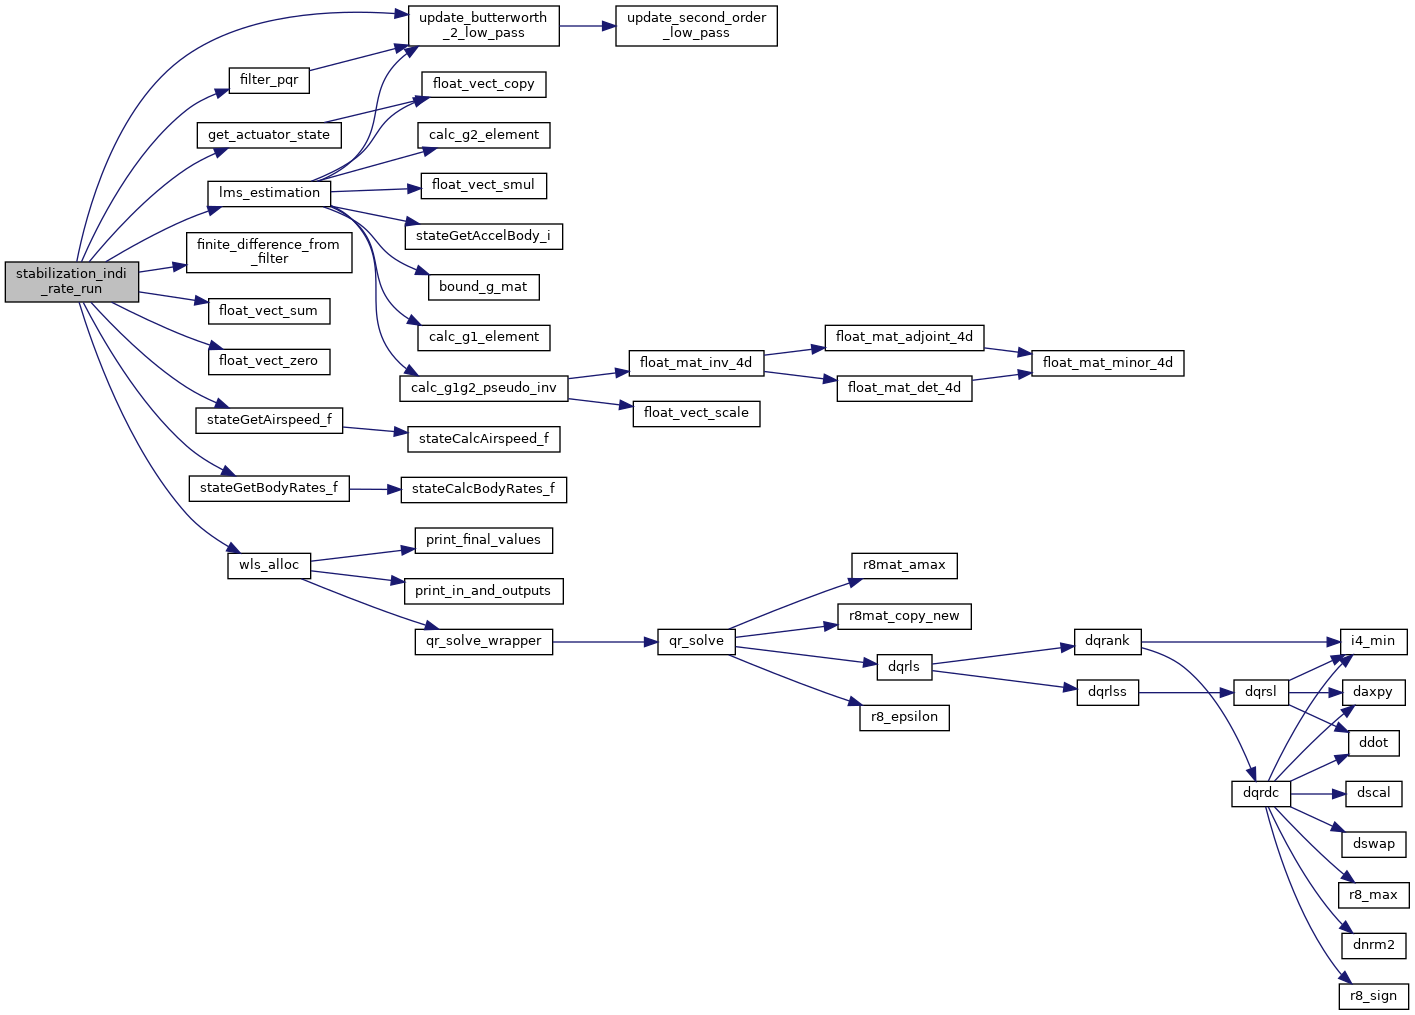 stabilization_indi
_rate_run
update_butterworth
_2_low_pass
update_second_order
_low_pass
filter_pqr
float_vect_copy
get_actuator_state
calc_g2_element
lms_estimation
float_vect_smul
stateGetAccelBody_i
finite_difference_from
_filter
bound_g_mat
float_vect_sum
calc_g1_element
float_vect_zero
calc_g1g2_pseudo_inv
float_mat_inv_4d
float_mat_adjoint_4d
float_mat_minor_4d
float_mat_det_4d
float_vect_scale
stateGetAirspeed_f
stateCalcAirspeed_f
stateGetBodyRates_f
stateCalcBodyRates_f
wls_alloc
print_final_values
print_in_and_outputs
qr_solve_wrapper
qr_solve
r8mat_amax
r8mat_copy_new
dqrls
r8_epsilon
dqrank
dqrlss
dqrsl
dqrdc
i4_min
daxpy
ddot
dscal
dswap
r8_max
dnrm2
r8_sign